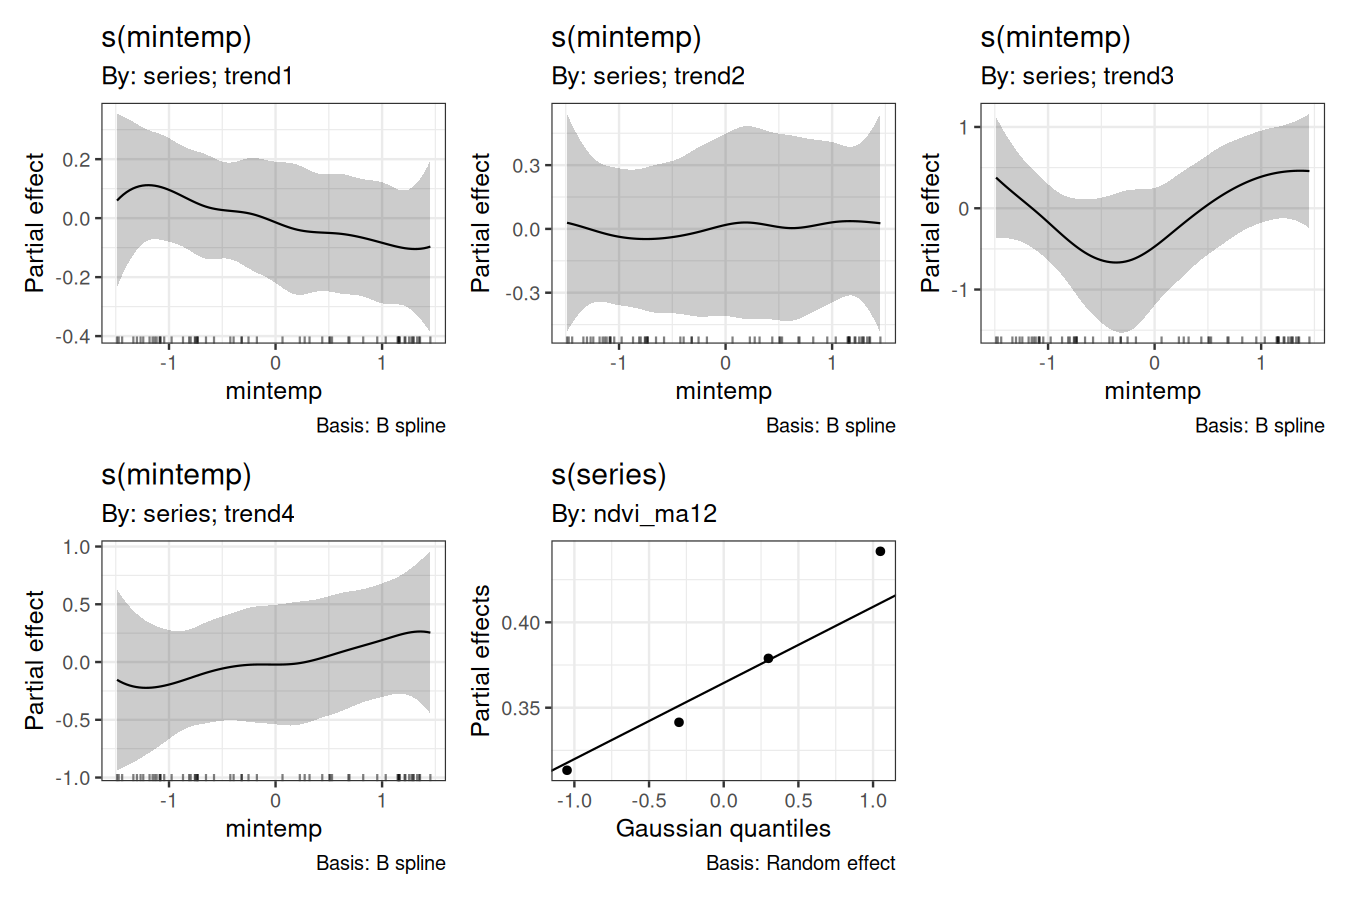 s(mintemp)
By: series; trend1
Partial effect
0.2
0.0
-0.2
-0.4
-1
0
1
mintemp
Basis: B spline
s(mintemp)
By: series; trend2
Partial effect
0.3
0.0
-0.3
-1
0
1
mintemp
Basis: B spline
s(mintemp)
By: series; trend3
Partial effect
1
0
-1
-1
0
1
mintemp
Basis: B spline
s(mintemp)
By: series; trend4
Partial effect
1.0
0.5
0.0
-0.5
-1.0
-1
0
1
mintemp
Basis: B spline
s(series)
By: ndvi_ma12
Partial effects
0.40
0.35
-1.0
-0.5
0.0
0.5
1.0
Gaussian quantiles
Basis: Random effect